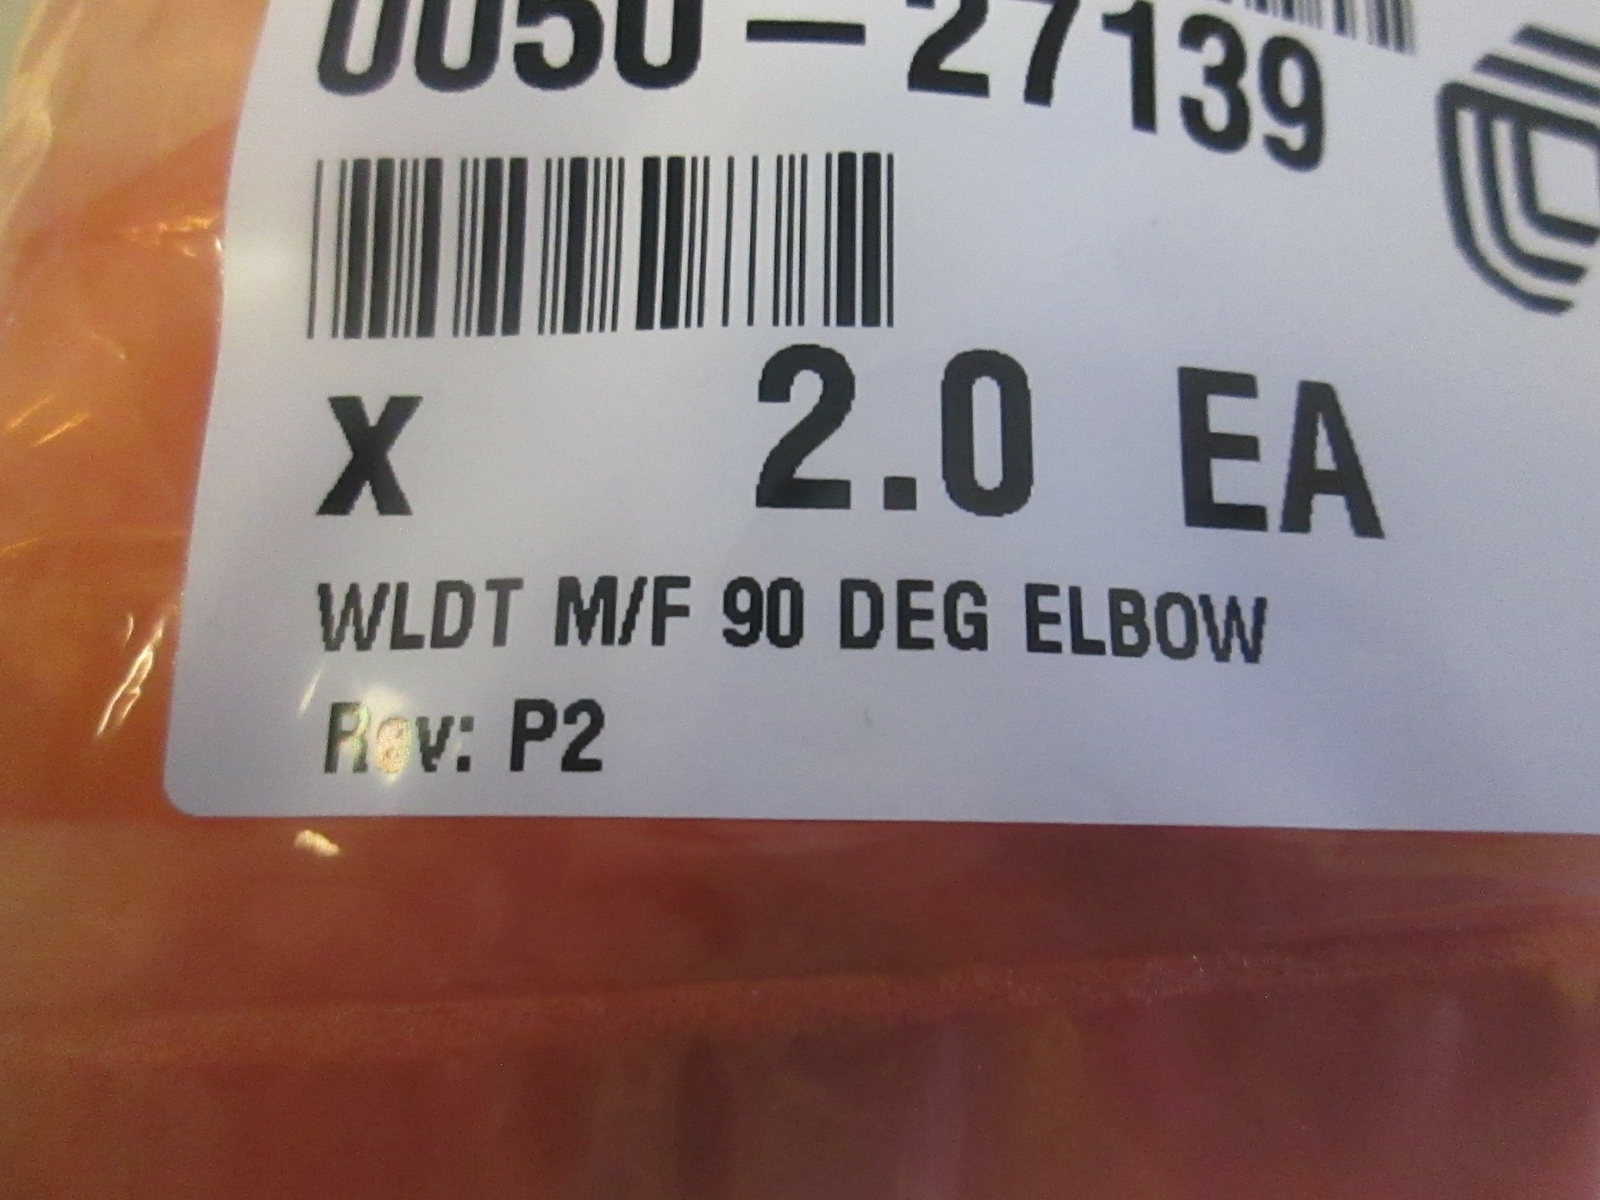 0050-27139
X 2.0 EA
WLDT M/F 90 DEG ELBOW
Rev: P2